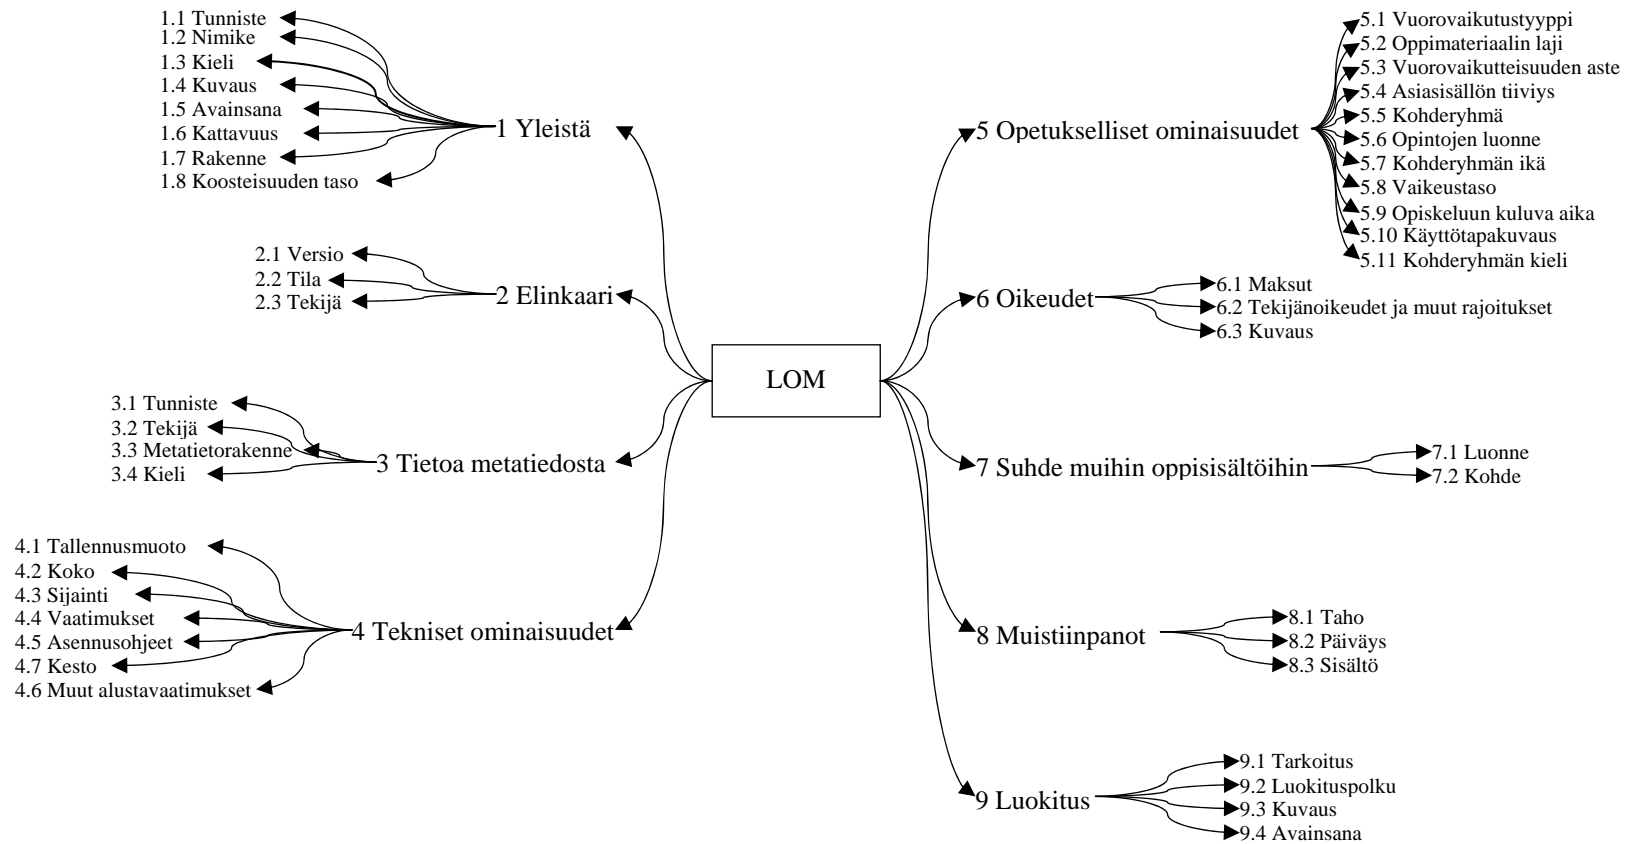 LOM
1 Yleistä
1.1 Tunniste
1.2 Nimike
1.3 Kieli
1.4 Kuvaus
1.5 Avainsana
1.6 Kattavuus
1.7 Rakenne
1.8 Koosteisuuden taso
2 Elinkaari
2.1 Versio
2.2 Tila
2.3 Tekijä
3 Tietoa metatiedosta
3.1 Tunniste
3.2 Tekijä
3.3 Metatietorakenne
3.4 Kieli
4 Tekniset ominaisuudet
4.1 Tallennusmuoto
4.2 Koko
4.3 Sijainti
4.4 Vaatimukset
4.5 Asennusohjeet
4.7 Kesto
4.6 Muut alustavaatimukset
5 Opetukselliset ominaisuudet
5.1 Vuorovaikutustyyppi
5.2 Oppimateriaalin laji
5.3 Vuorovaikutteisuuden aste
5.4 Asiasisällön tiiviys
5.5 Kohderyhmä
5.6 Opintojen luonne
5.7 Kohderyhmän ikä
5.8 Vaikeustaso
5.9 Opiskeluun kuluva aika
5.10 Käyttötapakuvaus
5.11 Kohderyhmän kieli
6 Oikeudet
6.1 Maksut
6.2 Tekijänoikeudet ja muut rajoitukset
6.3 Kuvaus
7 Suhde muihin oppisisältöihin
7.1 Luonne
7.2 Kohde
8 Muistiinpanot
8.1 Taho
8.2 Päiväys
8.3 Sisältö
9 Luokitus
9.1 Tarkoitus
9.2 Luokituspolku
9.3 Kuvaus
9.4 Avainsana